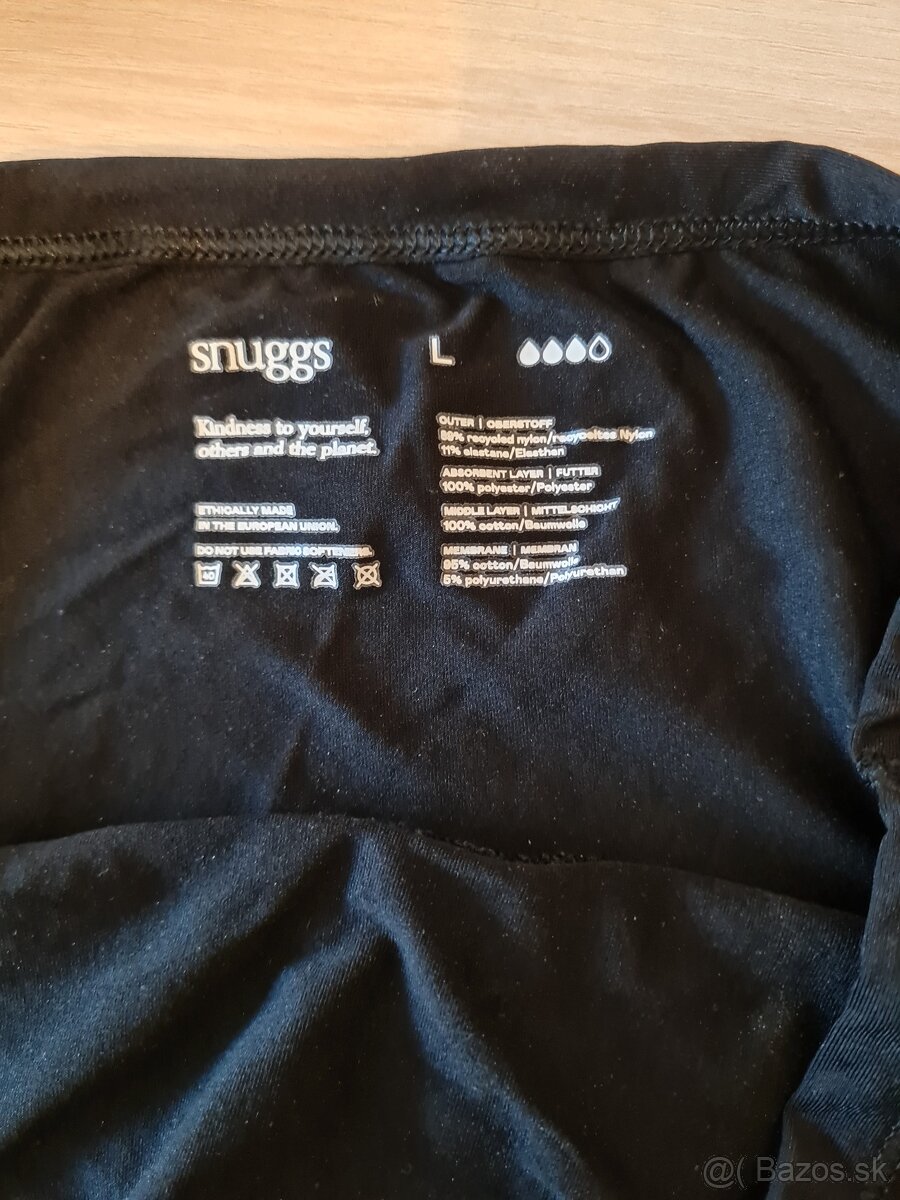 snuggs
L
Kindness to yourself,
others and the planet.
ETHICALLY MADE
IN THE EUROPEAN UNION.
DO NOT USE FABRIC SOFTENERS.
40
OUTER | OBERSTOFF
89% recycled nylon/recyceltes Nylon
11% elastane/Elasthan
ABSORBENT LAYER | FUTTER
100% polyester/Polyester
MIDDLE LAYER | MITTELSCHICHT
100% cotton/Baumwolle
MEMBRANE | MEMBRAN
95% cotton/Baumwolle
5% polyurethane/Polyurethan
@( Bazos.sk